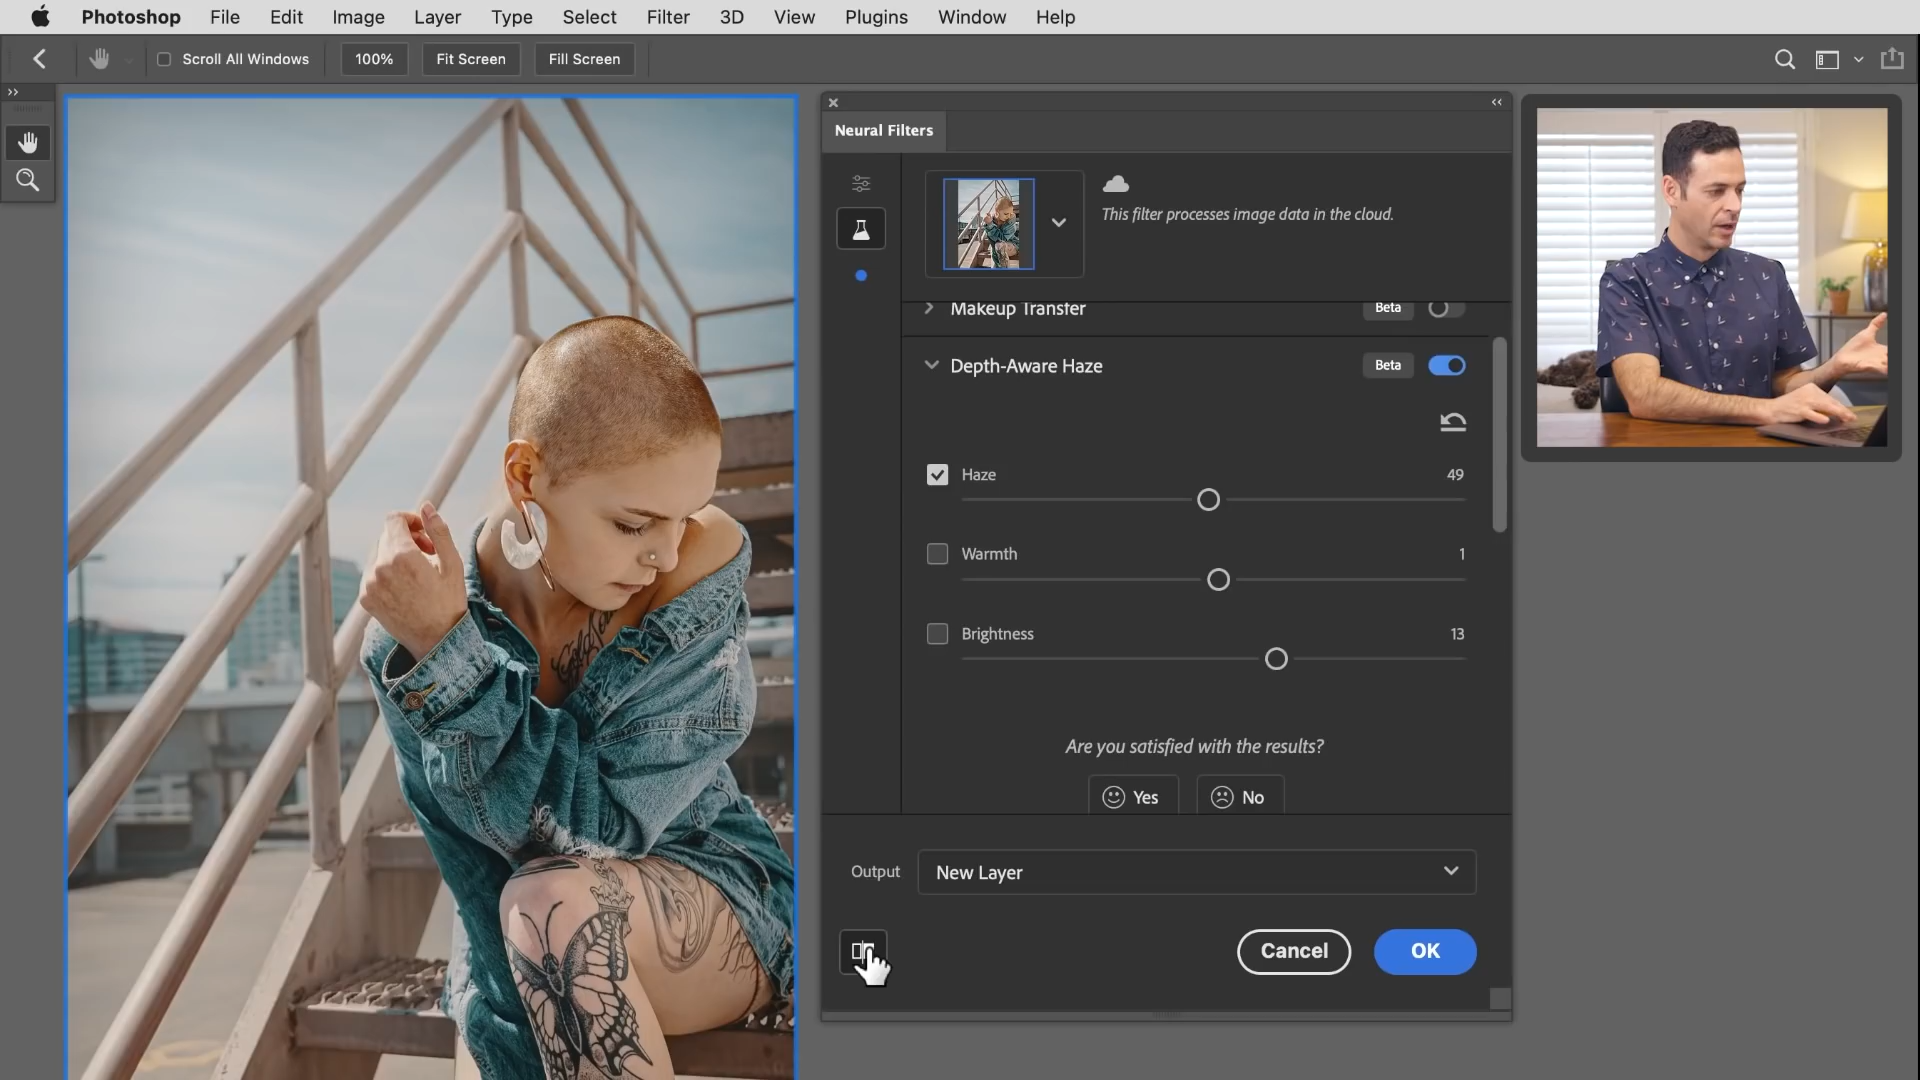 Photoshop File Edit Image Layer Type Select Filter 3D View Plugins Window Help
Scroll All Windows 100% Fit Screen Fill Screen
Neural Filters
This filter processes image data in the cloud.
Makeup Transfer Beta
Depth-Aware Haze Beta
Haze 49
Warmth 1
Brightness 13
Are you satisfied with the results?
Yes No
Output New Layer
Cancel OK